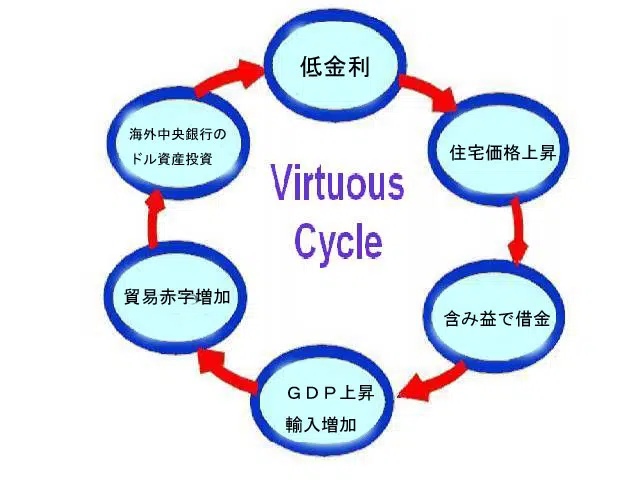 低金利
住宅価格上昇
含み益で借金
ＧＤＰ上昇
輸入増加
貿易赤字増加
海外中央銀行の
ドル資産投資
Virtuous
Cycle